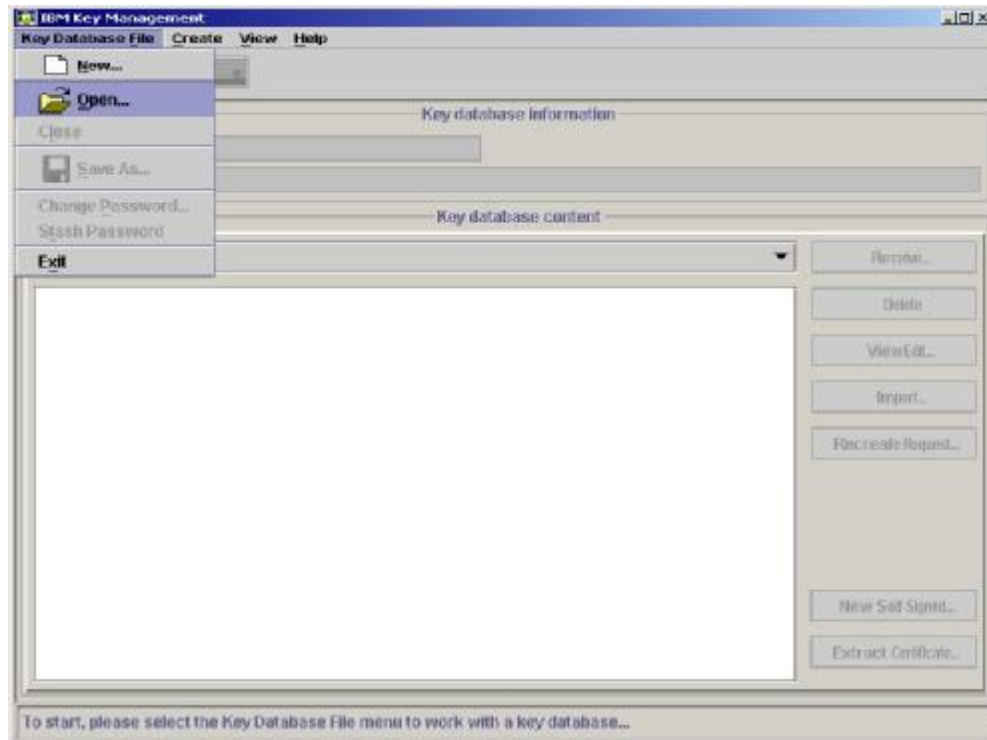 IBM Key Management
Key Database File Create View Help
New...
Open...
Close
Save As...
Change Password...
Stash Password
Exit
Key database information
Key database content
Receive...
Delete
View/Edit...
Import...
Recreate Request...
New Self-Signed...
Extract Certificate...
To start, please select the Key Database File menu to work with a key database...